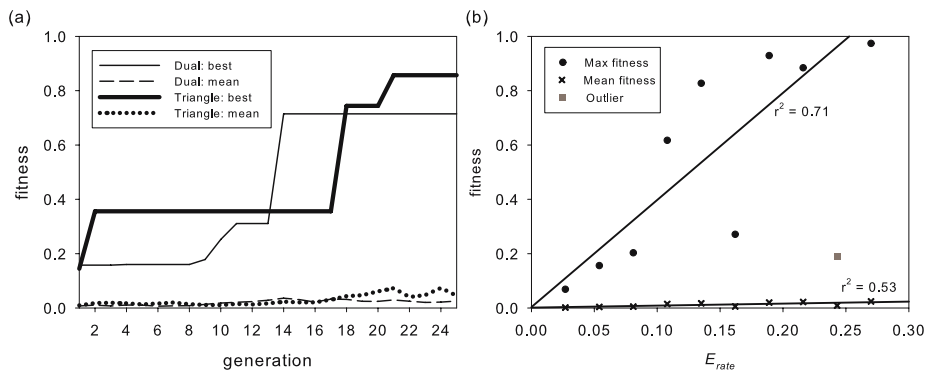 (a)
1.0
0.8
0.6
0.4
0.2
0.0
fitness
Dual: best
Dual: mean
Triangle: best
Triangle: mean
2 4 6 8 10 12 14 16 18 20 22 24
generation
(b)
1.0
0.8
0.6
0.4
0.2
0.0
fitness
Max fitness
Mean fitness
Outlier
r² = 0.71
r² = 0.53
0.00 0.05 0.10 0.15 0.20 0.25 0.30
E_rate